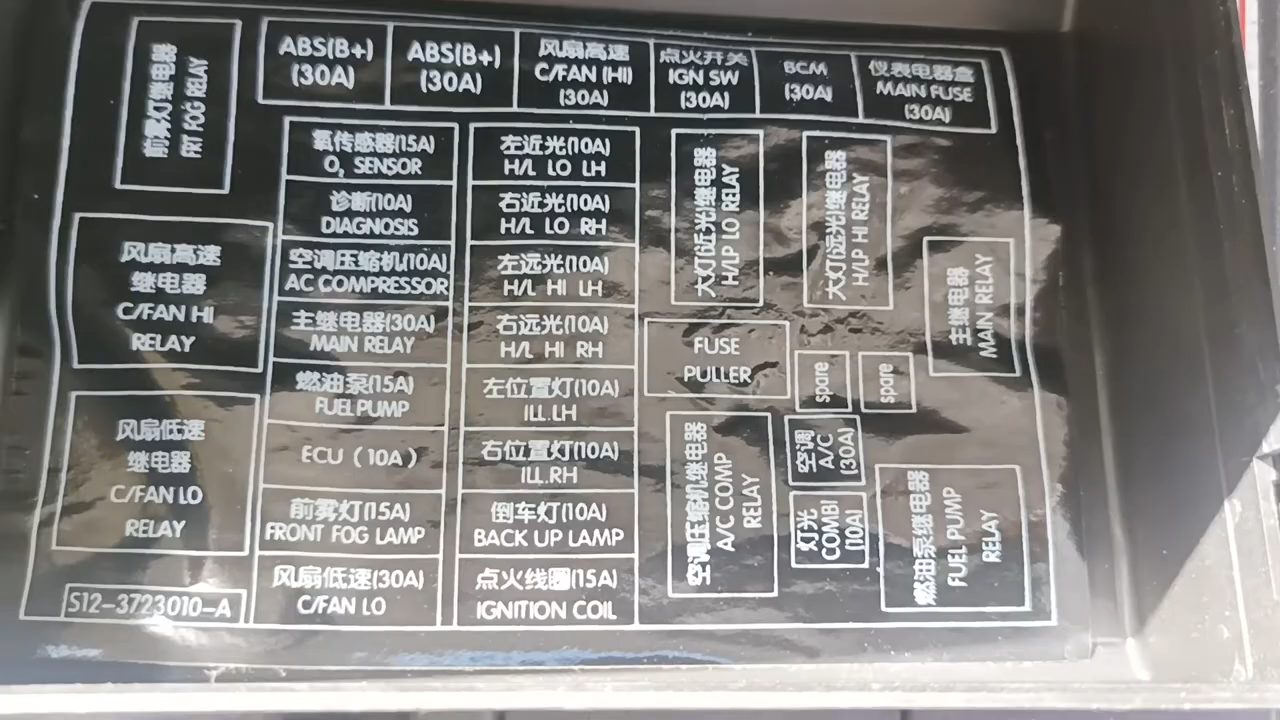 前雾灯继电器
FRT FOG RELAY
ABS(B+)
(30A)
ABS(B+)
(30A)
风扇高速
C/FAN (HI)
(30A)
点火开关
IGN SW
(30A)
BCM
(30A)
仪表电器盒
MAIN FUSE
(30A)
氧传感器(15A)
O₂ SENSOR
诊断(10A)
DIAGNOSIS
空调压缩机(10A)
AC COMPRESSOR
主继电器(30A)
MAIN RELAY
燃油泵(15A)
FUEL PUMP
ECU (10A)
前雾灯(15A)
FRONT FOG LAMP
风扇低速(30A)
C/FAN LO
左近光(10A)
H/L LO LH
右近光(10A)
H/L LO RH
左远光(10A)
H/L HI LH
右远光(10A)
H/L HI RH
左位置灯(10A)
ILL.LH
右位置灯(10A)
ILL.RH
倒车灯(10A)
BACK UP LAMP
点火线圈(15A)
IGNITION COIL
风扇高速
继电器
C/FAN HI
RELAY
风扇低速
继电器
C/FAN LO
RELAY
S12-3723010-A
大灯(近光)继电器
H/LP LO RELAY
大灯(远光)继电器
H/LP HI RELAY
主继电器
MAIN RELAY
FUSE
PULLER
spare
spare
空调压缩机继电器
A/C COMP
RELAY
空调
A/C
(30A)
灯光
COMBI
(10A)
燃油泵继电器
FUEL PUMP
RELAY